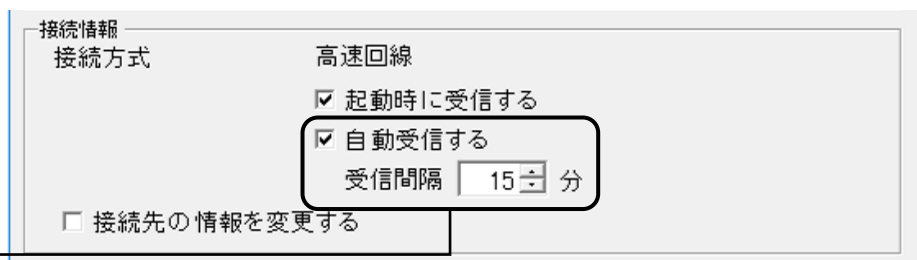 接続情報
接続方式 高速回線
起動時に受信する
自動受信する
受信間隔 15 分
接続先の情報を変更する